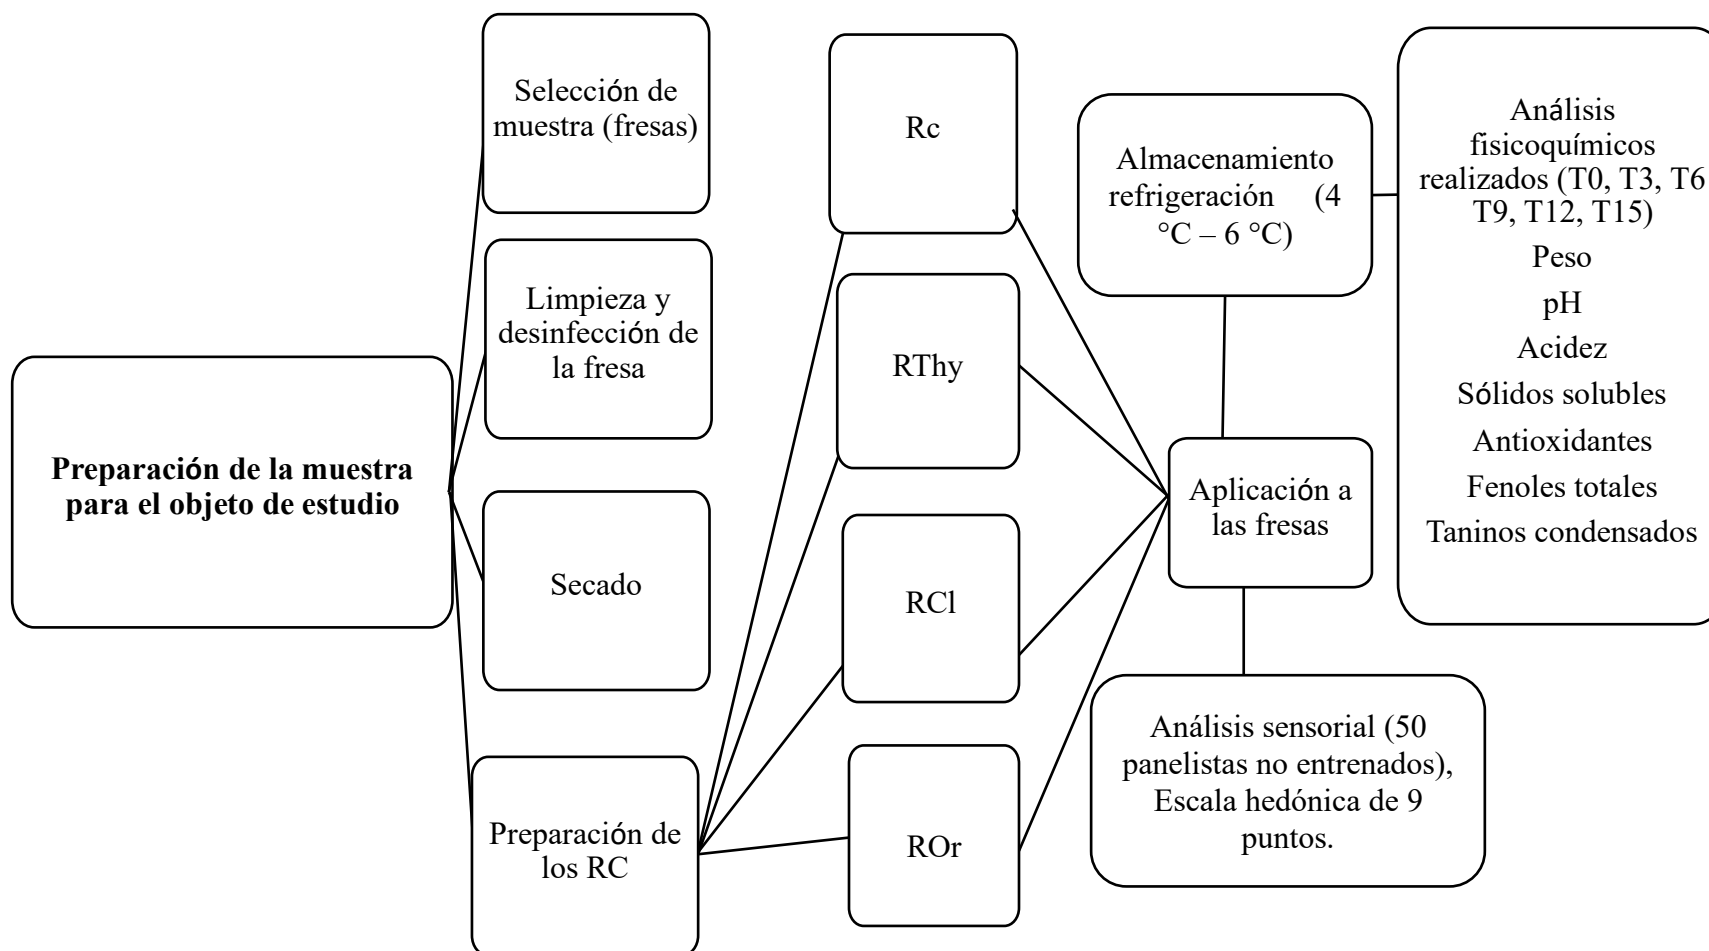 Preparación de la muestra
para el objeto de estudio
Selección de
muestra (fresas)
Limpieza y
desinfección de
la fresa
Secado
Preparación de
los RC
Rc
RThy
RCl
ROr
Aplicación a
las fresas
Almacenamiento
refrigeración (4
°C – 6 °C)
Análisis sensorial (50
panelistas no entrenados),
Escala hedónica de 9
puntos.
Análisis
fisicoquímicos
realizados (T0, T3, T6
T9, T12, T15)
Peso
pH
Acidez
Sólidos solubles
Antioxidantes
Fenoles totales
Taninos condensados